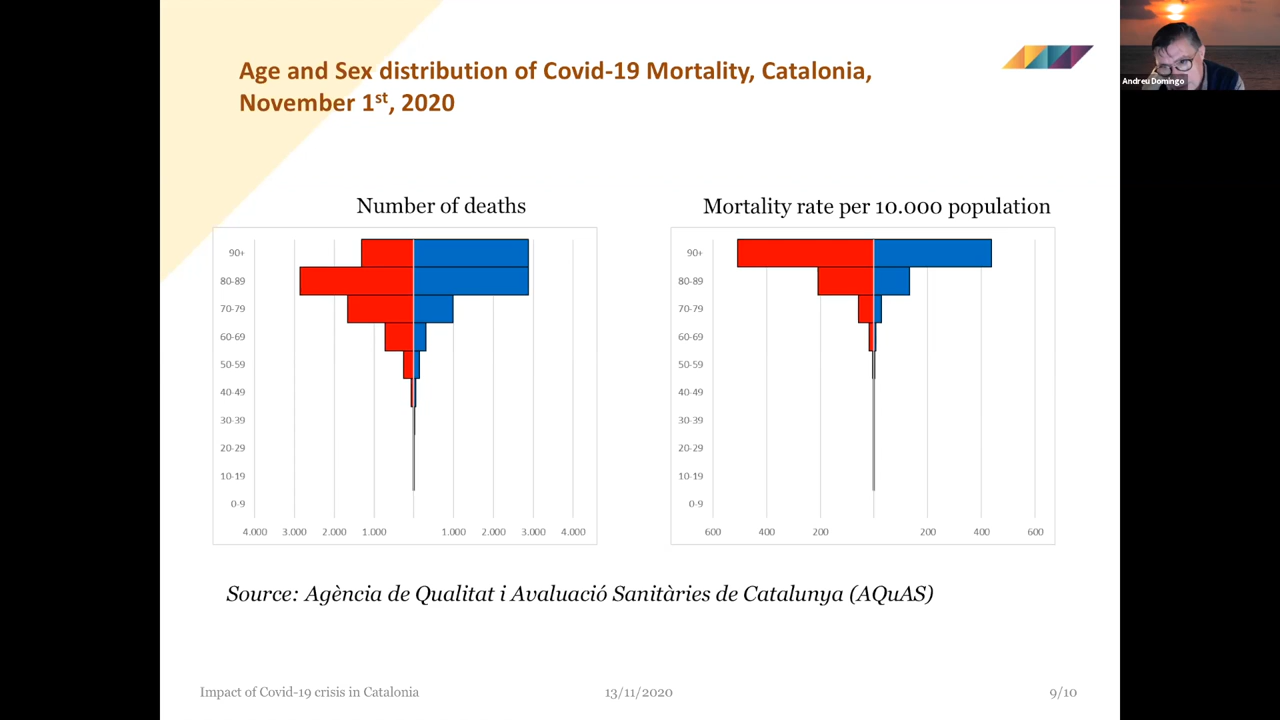 Age and Sex distribution of Covid-19 Mortality, Catalonia,
November 1st, 2020
Andreu Domingo
Number of deaths
90+
80-89
70-79
60-69
50-59
40-49
30-39
20-29
10-19
0-9
4.000 3.000 2.000 1.000 1.000 2.000 3.000 4.000
Mortality rate per 10.000 population
90+
80-89
70-79
60-69
50-59
40-49
30-39
20-29
10-19
0-9
600 400 200 200 400 600
Source: Agència de Qualitat i Avaluació Sanitàries de Catalunya (AQuAS)
Impact of Covid-19 crisis in Catalonia 13/11/2020 9/10